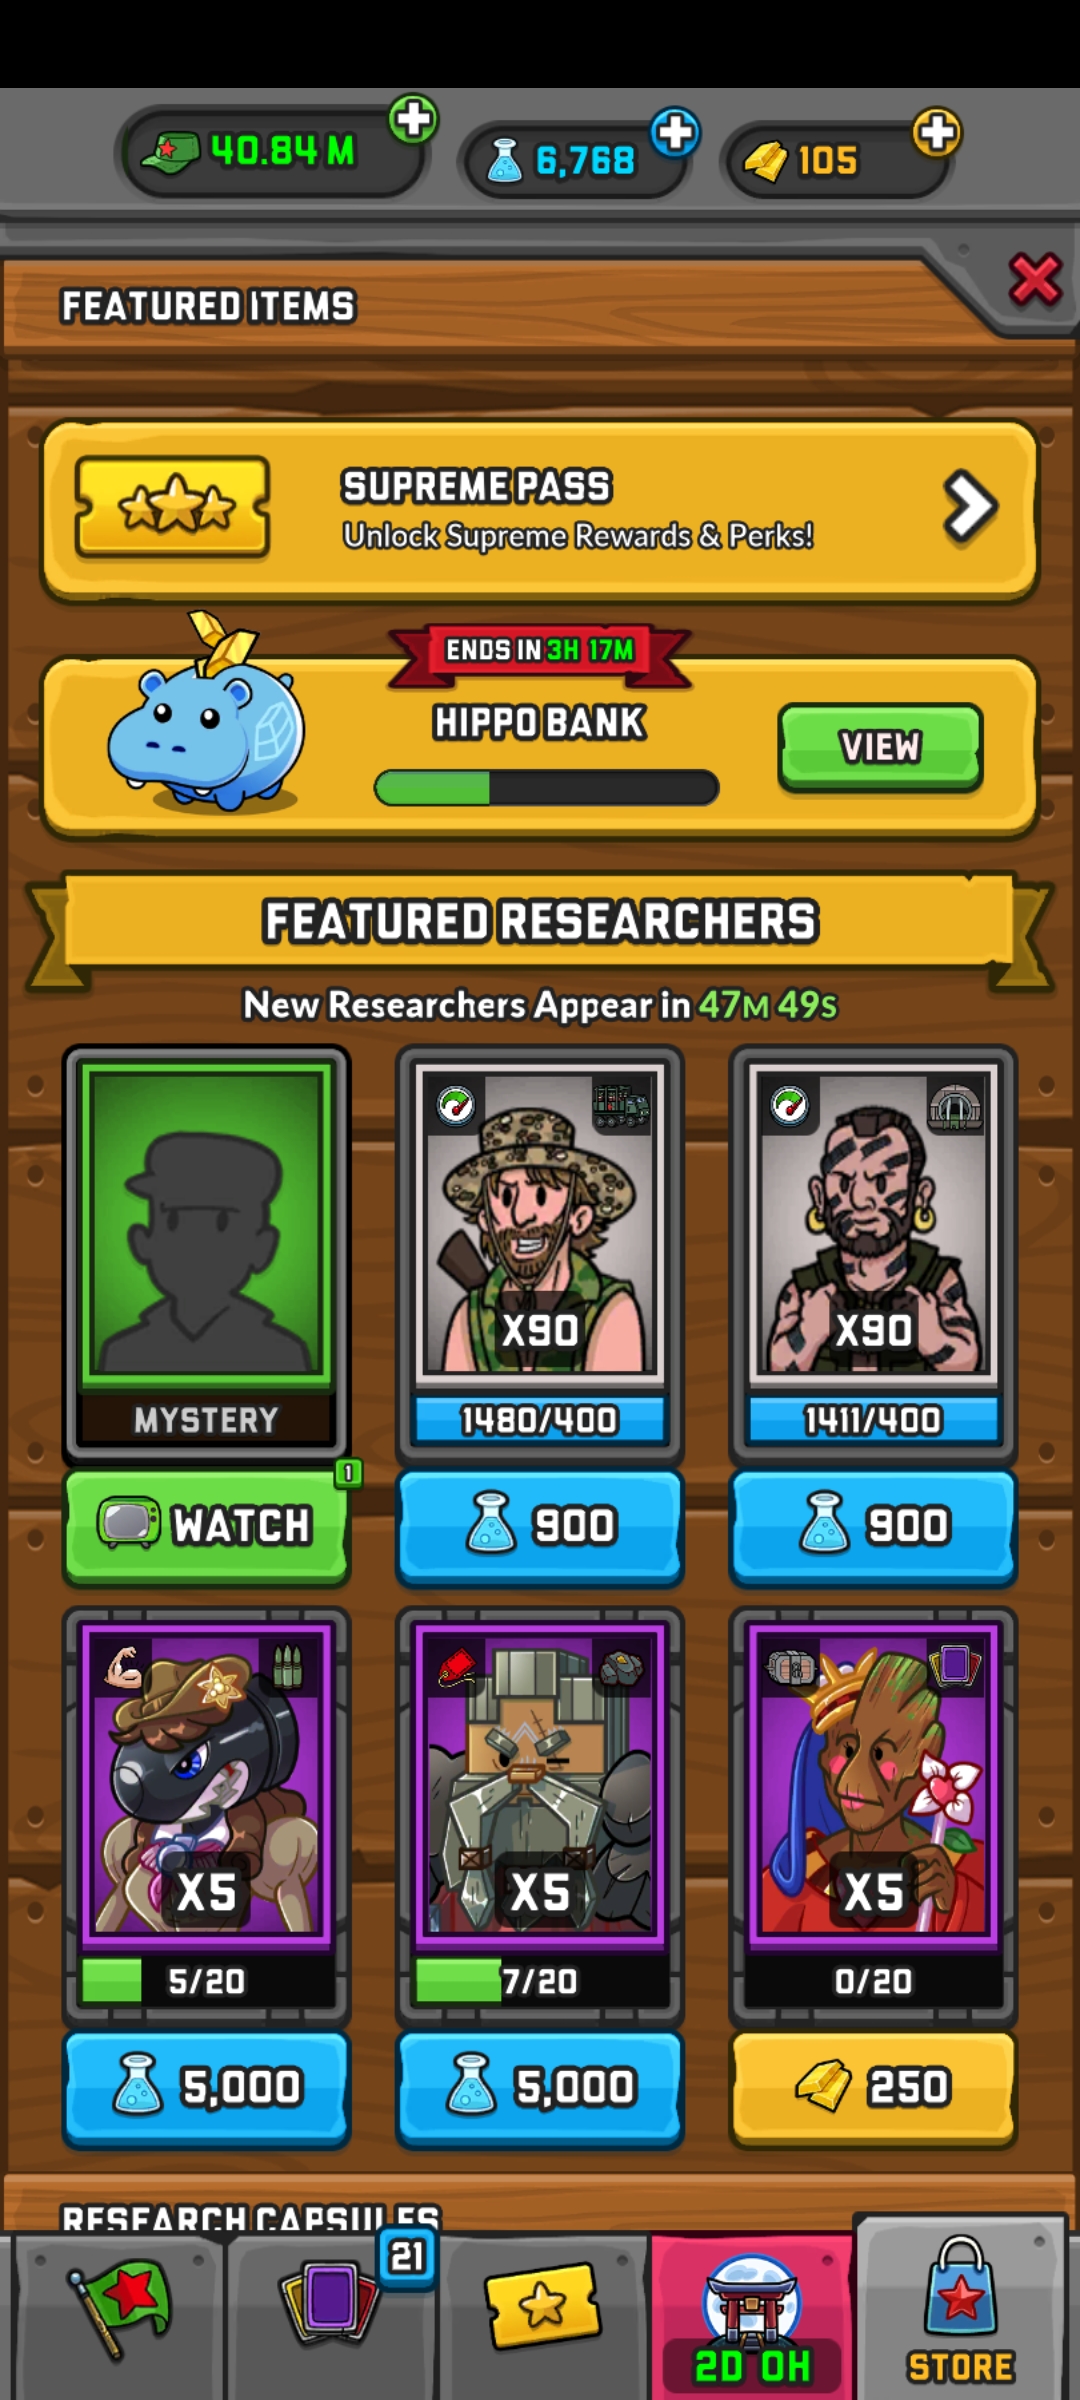 40.84 M
6,768
105
FEATURED ITEMS
SUPREME PASS
Unlock Supreme Rewards & Perks!
ENDS IN 3H 17M
HIPPO BANK
VIEW
FEATURED RESEARCHERS
New Researchers Appear in 47M 49S
X90
X90
MYSTERY
1480/400
1411/400
1
WATCH
900
900
X5
X5
X5
5/20
7/20
0/20
5,000
5,000
250
RESEARCH CAPSULES
21
2D 0H
STORE